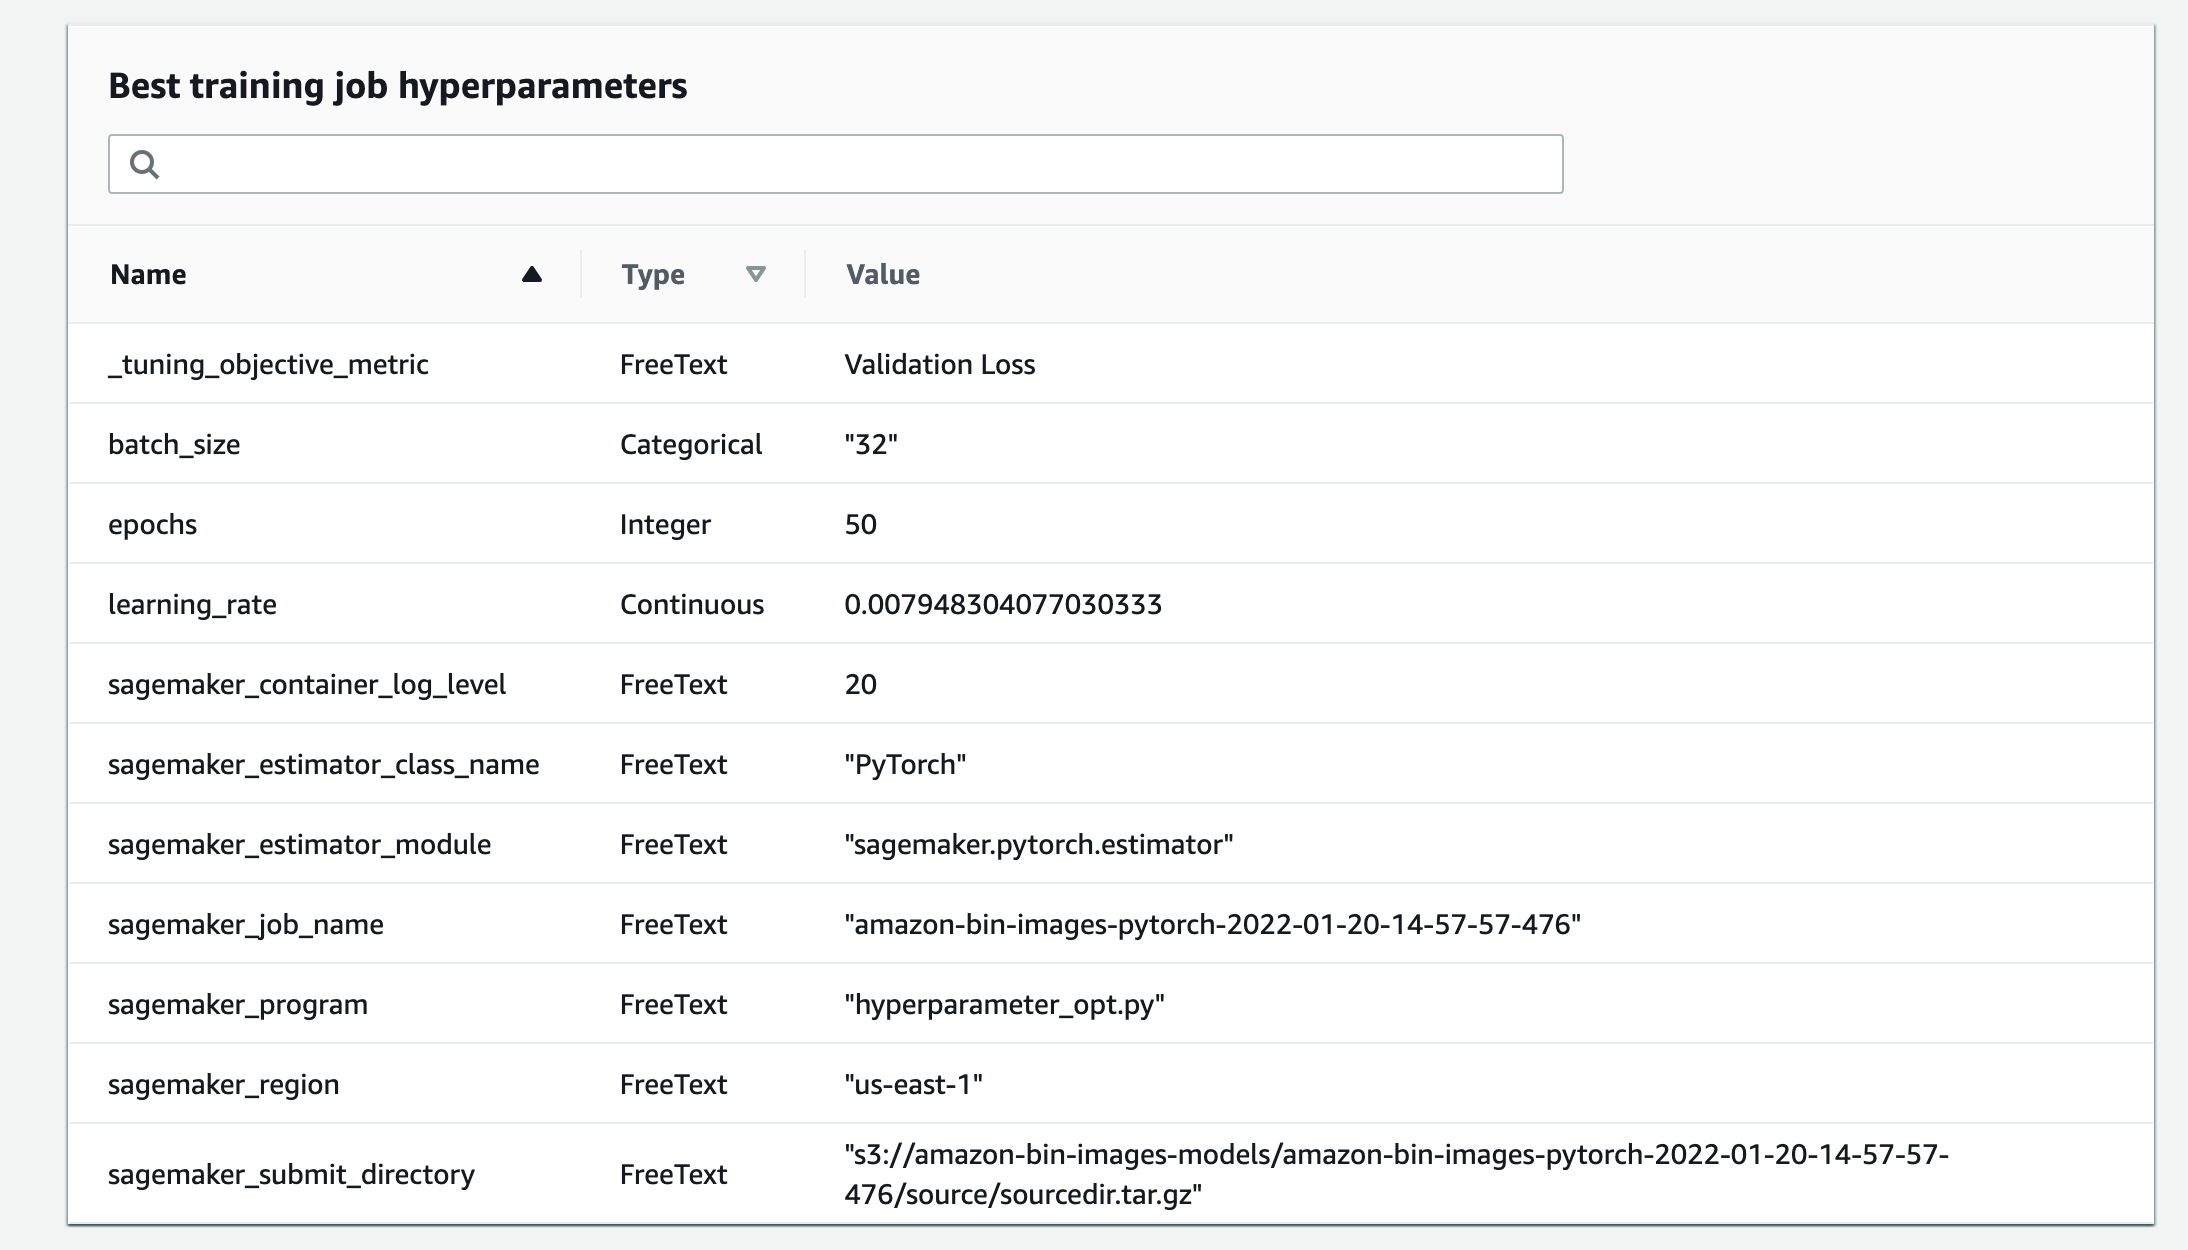 Best training job hyperparameters
Name Type Value
_tuning_objective_metric FreeText Validation Loss
batch_size Categorical "32"
epochs Integer 50
learning_rate Continuous 0.007948304077030333
sagemaker_container_log_level FreeText 20
sagemaker_estimator_class_name FreeText "PyTorch"
sagemaker_estimator_module FreeText "sagemaker.pytorch.estimator"
sagemaker_job_name FreeText "amazon-bin-images-pytorch-2022-01-20-14-57-57-476"
sagemaker_program FreeText "hyperparameter_opt.py"
sagemaker_region FreeText "us-east-1"
sagemaker_submit_directory FreeText "s3://amazon-bin-images-models/amazon-bin-images-pytorch-2022-01-20-14-57-57-
476/source/sourcedir.tar.gz"